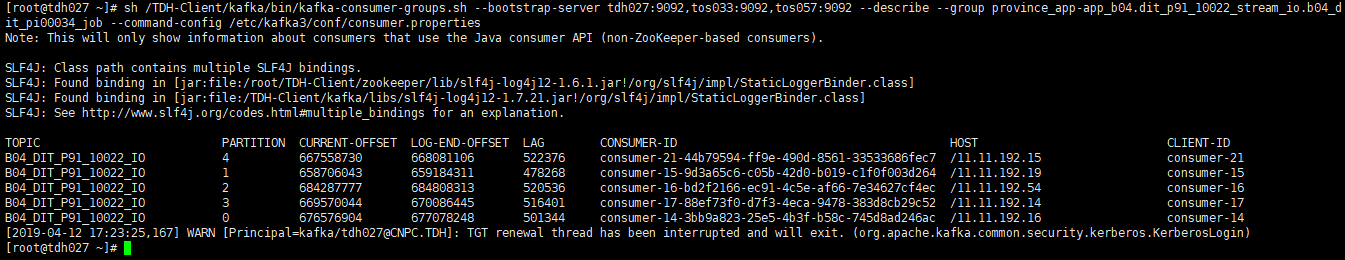 [root@tdh027 ~]# sh /TDH-Client/kafka/bin/kafka-consumer-groups.sh --bootstrap-server tdh027:9092,tos033:9092,tos057:9092 --describe --group province_app-app_b04.dit_p91_10022_stream_io.b04_d
it_pi00034_job --command-config /etc/kafka3/conf/consumer.properties
Note: This will only show information about consumers that use the Java consumer API (non-ZooKeeper-based consumers).
SLF4J: Class path contains multiple SLF4J bindings.
SLF4J: Found binding in [jar:file:/root/TDH-Client/zookeeper/lib/slf4j-log4j12-1.6.1.jar!/org/slf4j/impl/StaticLoggerBinder.class]
SLF4J: Found binding in [jar:file:/TDH-Client/kafka/libs/slf4j-log4j12-1.7.21.jar!/org/slf4j/impl/StaticLoggerBinder.class]
SLF4J: See http://www.slf4j.org/codes.html#multiple_bindings for an explanation.
TOPIC PARTITION CURRENT-OFFSET LOG-END-OFFSET LAG CONSUMER-ID HOST CLIENT-ID
B04_DIT_P91_10022_IO 4 667558730 668081106 522376 consumer-21-44b79594-ff9e-490d-8561-33533686fec7 /11.11.192.15 consumer-21
B04_DIT_P91_10022_IO 1 658706043 659184311 478268 consumer-15-9d3a65c6-c05b-42d0-b019-c1f0f003d264 /11.11.192.19 consumer-15
B04_DIT_P91_10022_IO 2 684287777 684808313 520536 consumer-16-bd2f2166-ec91-4c5e-af66-7e34627cf4ec /11.11.192.54 consumer-16
B04_DIT_P91_10022_IO 3 669570044 670086445 516401 consumer-17-88ef73f0-d7f3-4eca-9478-383d8cb29c52 /11.11.192.14 consumer-17
B04_DIT_P91_10022_IO 0 676576904 677078248 501344 consumer-14-3bb9a823-25e5-4b3f-b58c-745d8ad246ac /11.11.192.16 consumer-14
[2019-04-12 17:23:25,167] WARN [Principal=kafka/tdh027@CNPC.TDH]: TGT renewal thread has been interrupted and will exit. (org.apache.kafka.common.security.kerberos.KerberosLogin)
[root@tdh027 ~]#